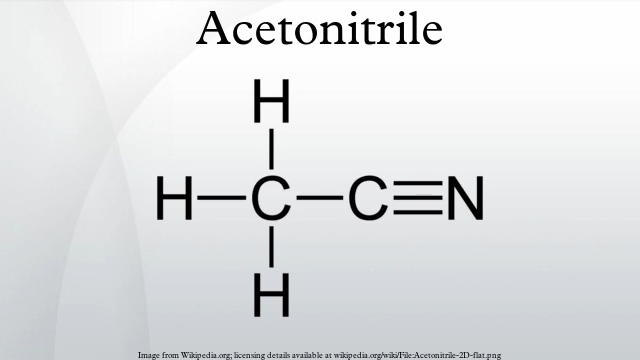 Acetonitrile
H
H C C≡N
H
Image from Wikipedia.org; licensing details available at wikipedia.org/wiki/File:Acetonitrile-2D-flat.png